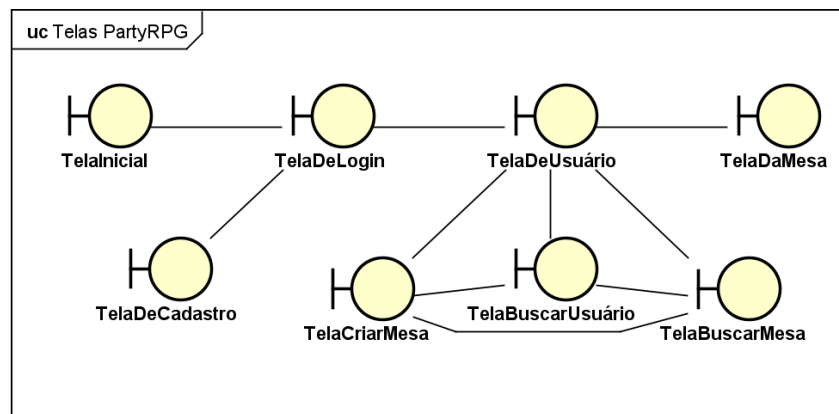 uc Telas PartyRPG
TelaInicial
TelaDeLogin
TelaDeUsuário
TelaDaMesa
TelaDeCadastro
TelaCriarMesa
TelaBuscarUsuário
TelaBuscarMesa